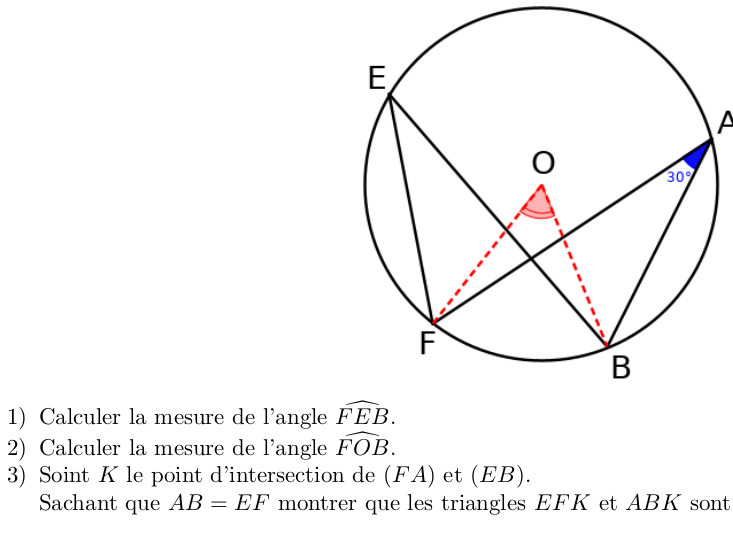 E
A
O
30°
F
B
1) Calculer la mesure de l'angle $\widehat{FEB}$.
2) Calculer la mesure de l'angle $\widehat{FOB}$.
3) Soint K le point d'intersection de (FA) et (EB).
Sachant que AB = EF montrer que les triangles EFK et ABK sont